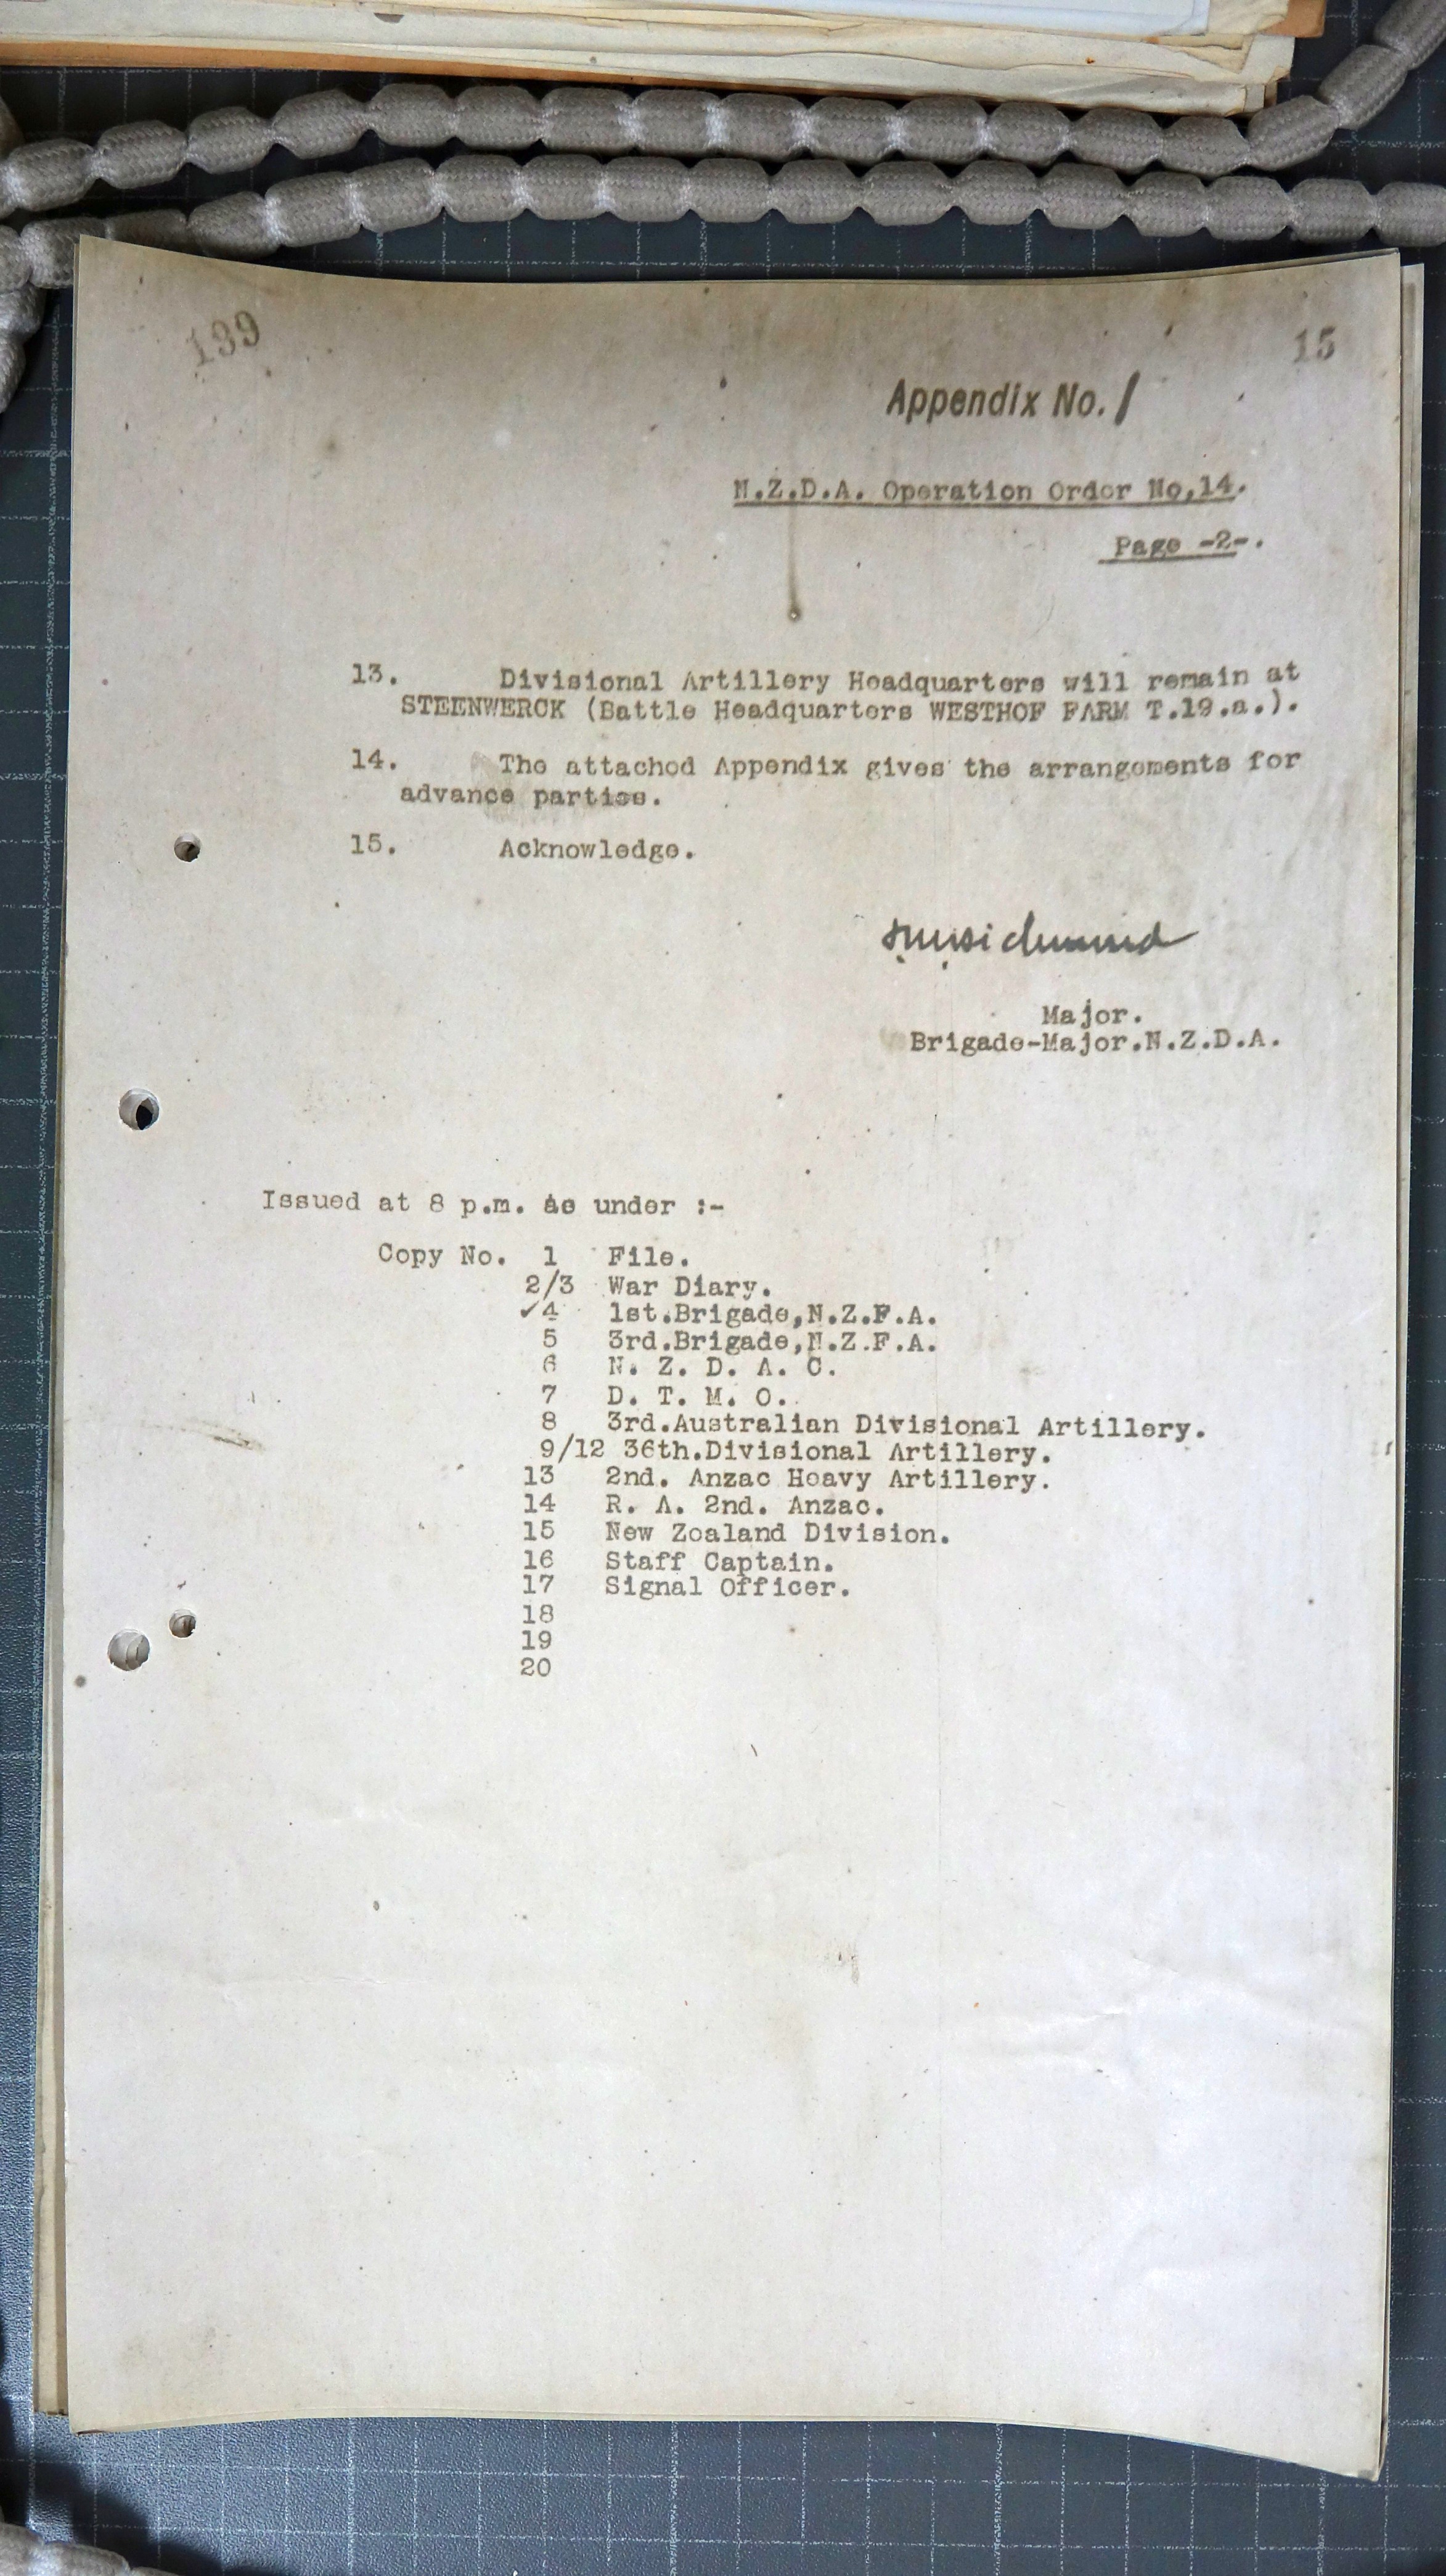 139
15
Appendix No. 1
N.Z.D.A. Operation Order No.14.
Page -2-.
13. Divisional Artillery Headquarters will remain at
STEENWERCK (Battle Headquarters WESTHOF FARM T.19.a.).
14. The attached Appendix gives the arrangements for
advance parties.
15. Acknowledge.
Major.
Brigade-Major.N.Z.D.A.
Issued at 8 p.m. as under :-
Copy No. 1 File.
2/3 War Diary.
✓4 1st.Brigade,N.Z.F.A.
5 3rd.Brigade,N.Z.F.A.
6 N. Z. D. A. C.
7 D. T. M. O.
8 3rd.Australian Divisional Artillery.
9/12 36th.Divisional Artillery.
13 2nd. Anzac Heavy Artillery.
14 R. A. 2nd. Anzac.
15 New Zealand Division.
16 Staff Captain.
17 Signal Officer.
18
19
20